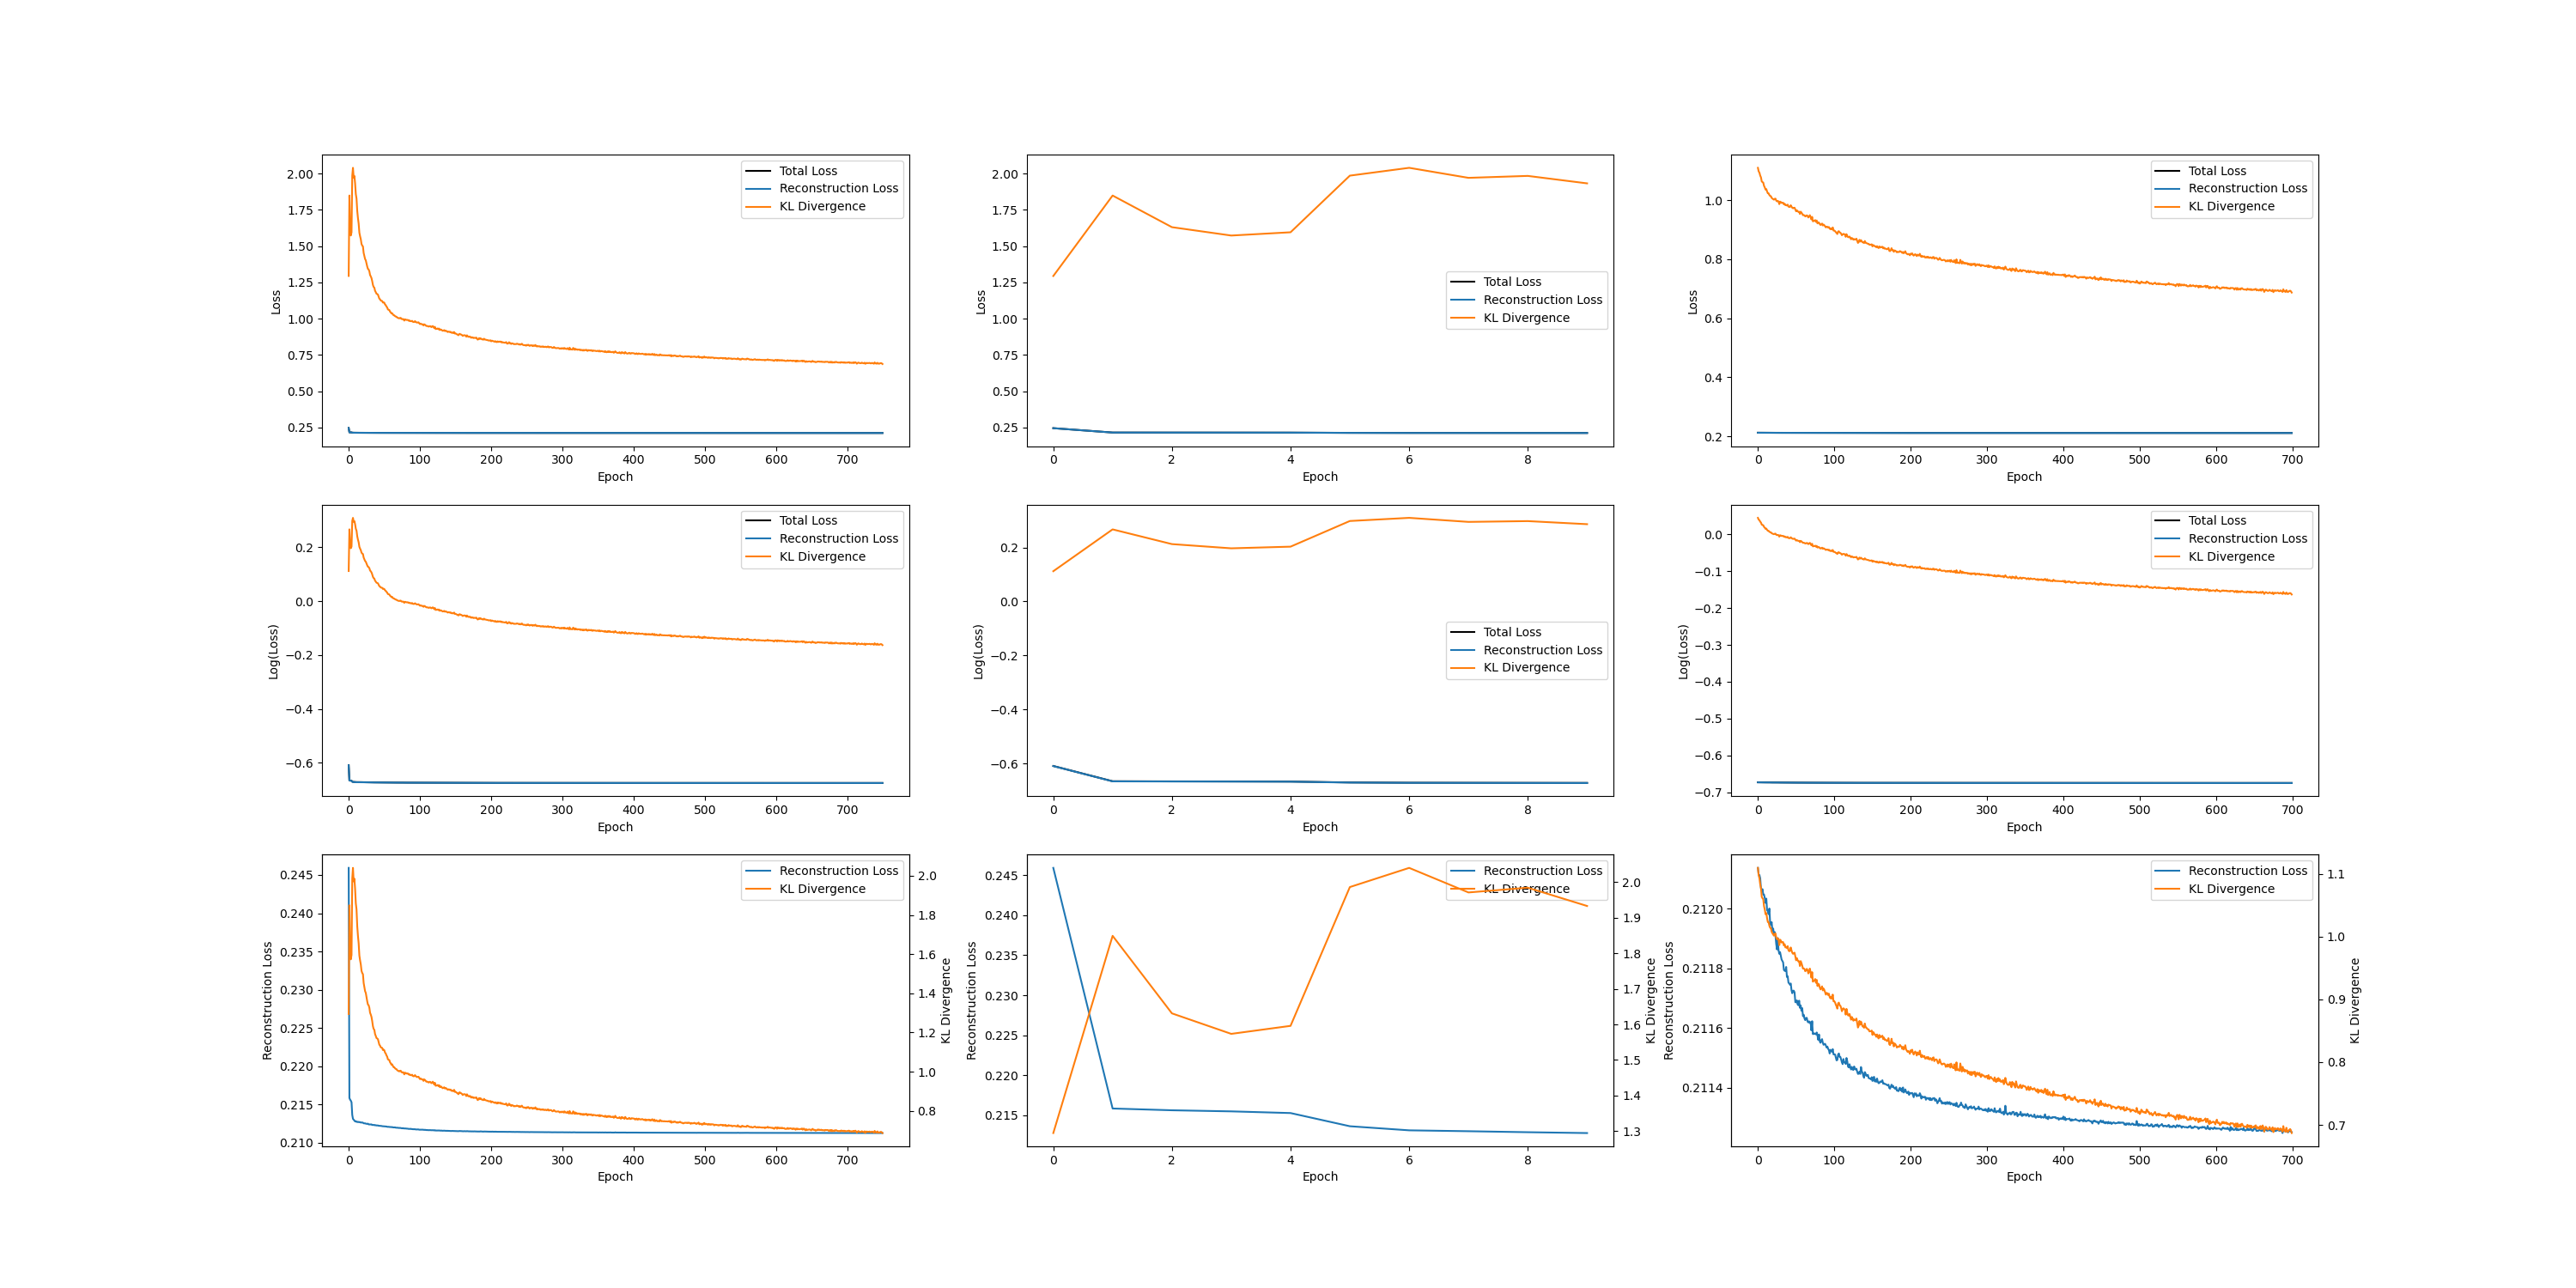 Loss
2.00
1.75
1.50
1.25
1.00
0.75
0.50
0.25
0 100 200 300 400 500 600 700
Epoch
Total Loss
Reconstruction Loss
KL Divergence
Loss
2.00
1.75
1.50
1.25
1.00
0.75
0.50
0.25
0 2 4 6 8
Epoch
Total Loss
Reconstruction Loss
KL Divergence
Loss
1.0
0.8
0.6
0.4
0.2
0 100 200 300 400 500 600 700
Epoch
Total Loss
Reconstruction Loss
KL Divergence
Log(Loss)
0.2
0.0
−0.2
−0.4
−0.6
0 100 200 300 400 500 600 700
Epoch
Total Loss
Reconstruction Loss
KL Divergence
Log(Loss)
0.2
0.0
−0.2
−0.4
−0.6
0 2 4 6 8
Epoch
Total Loss
Reconstruction Loss
KL Divergence
Log(Loss)
0.0
−0.1
−0.2
−0.3
−0.4
−0.5
−0.6
−0.7
0 100 200 300 400 500 600 700
Epoch
Total Loss
Reconstruction Loss
KL Divergence
Reconstruction Loss
0.245
0.240
0.235
0.230
0.225
0.220
0.215
0.210
0 100 200 300 400 500 600 700
Epoch
Reconstruction Loss
KL Divergence
2.0
1.8
1.6
1.4
1.2
1.0
0.8
KL Divergence
Reconstruction Loss
0.245
0.240
0.235
0.230
0.225
0.220
0.215
0 2 4 6 8
Epoch
Reconstruction Loss
KL Divergence
2.0
1.9
1.8
1.7
1.6
1.5
1.4
1.3
KL Divergence
Reconstruction Loss
0.2120
0.2118
0.2116
0.2114
0 100 200 300 400 500 600 700
Epoch
Reconstruction Loss
KL Divergence
1.1
1.0
0.9
0.8
0.7
KL Divergence